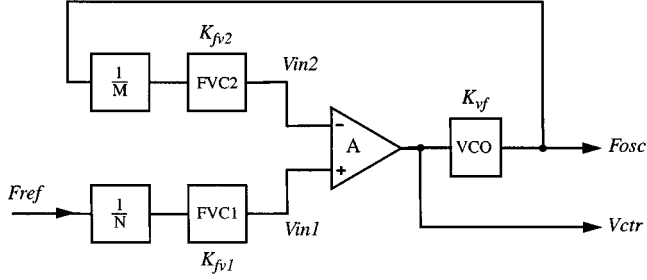 Kfv2
1
M
FVC2
Vin2
Kvf
A
VCO
Fosc
Fref
1
N
FVC1
Vin1
Kfv1
Vctr
-
+